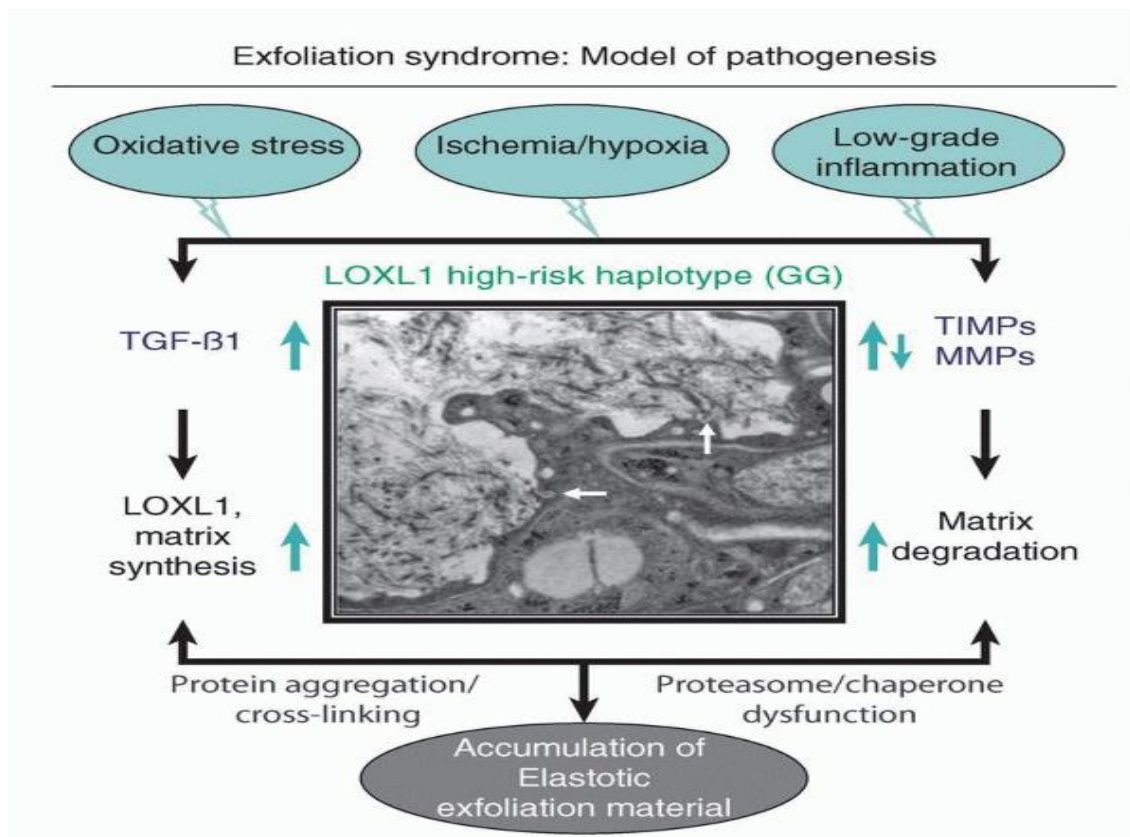 Exfoliation syndrome: Model of pathogenesis
Oxidative stress
Ischemia/hypoxia
Low-grade
inflammation
LOXL1 high-risk haplotype (GG)
TGF-ß1
TIMPs
MMPs
LOXL1,
matrix
synthesis
Matrix
degradation
Protein aggregation/
cross-linking
Proteasome/chaperone
dysfunction
Accumulation of
Elastotic
exfoliation material